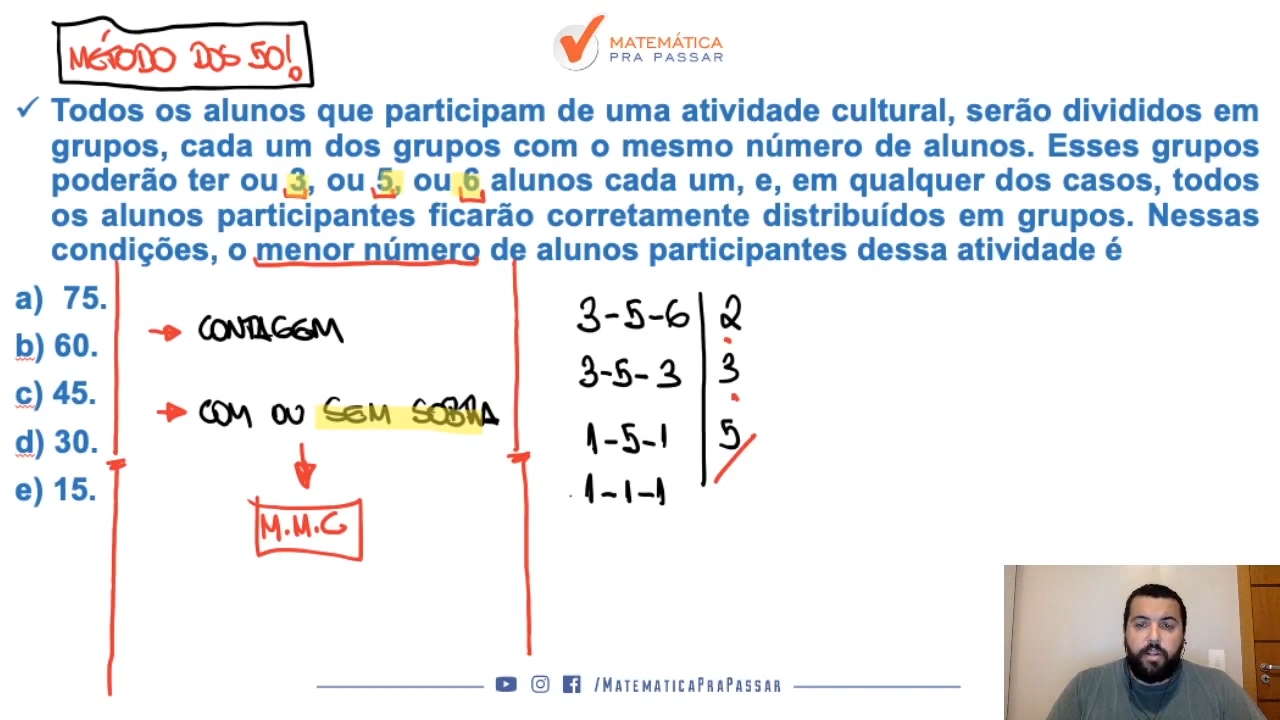 MÉTODO DOS 50!
MATEMÁTICA
PRA PASSAR
✓ Todos os alunos que participam de uma atividade cultural, serão divididos em
grupos, cada um dos grupos com o mesmo número de alunos. Esses grupos
poderão ter ou 3, ou 5, ou 6 alunos cada um, e, em qualquer dos casos, todos
os alunos participantes ficarão corretamente distribuídos em grupos. Nessas
condições, o menor número de alunos participantes dessa atividade é
a) 75.
b) 60.
c) 45.
d) 30.
e) 15.
→ CONTAGEM
→ COM OU SEM SOBRA
M.M.C
3-5-6 | 2
3-5-3 | 3
1-5-1 | 5
1-1-1
/MATEMATICAPRAPASSAR